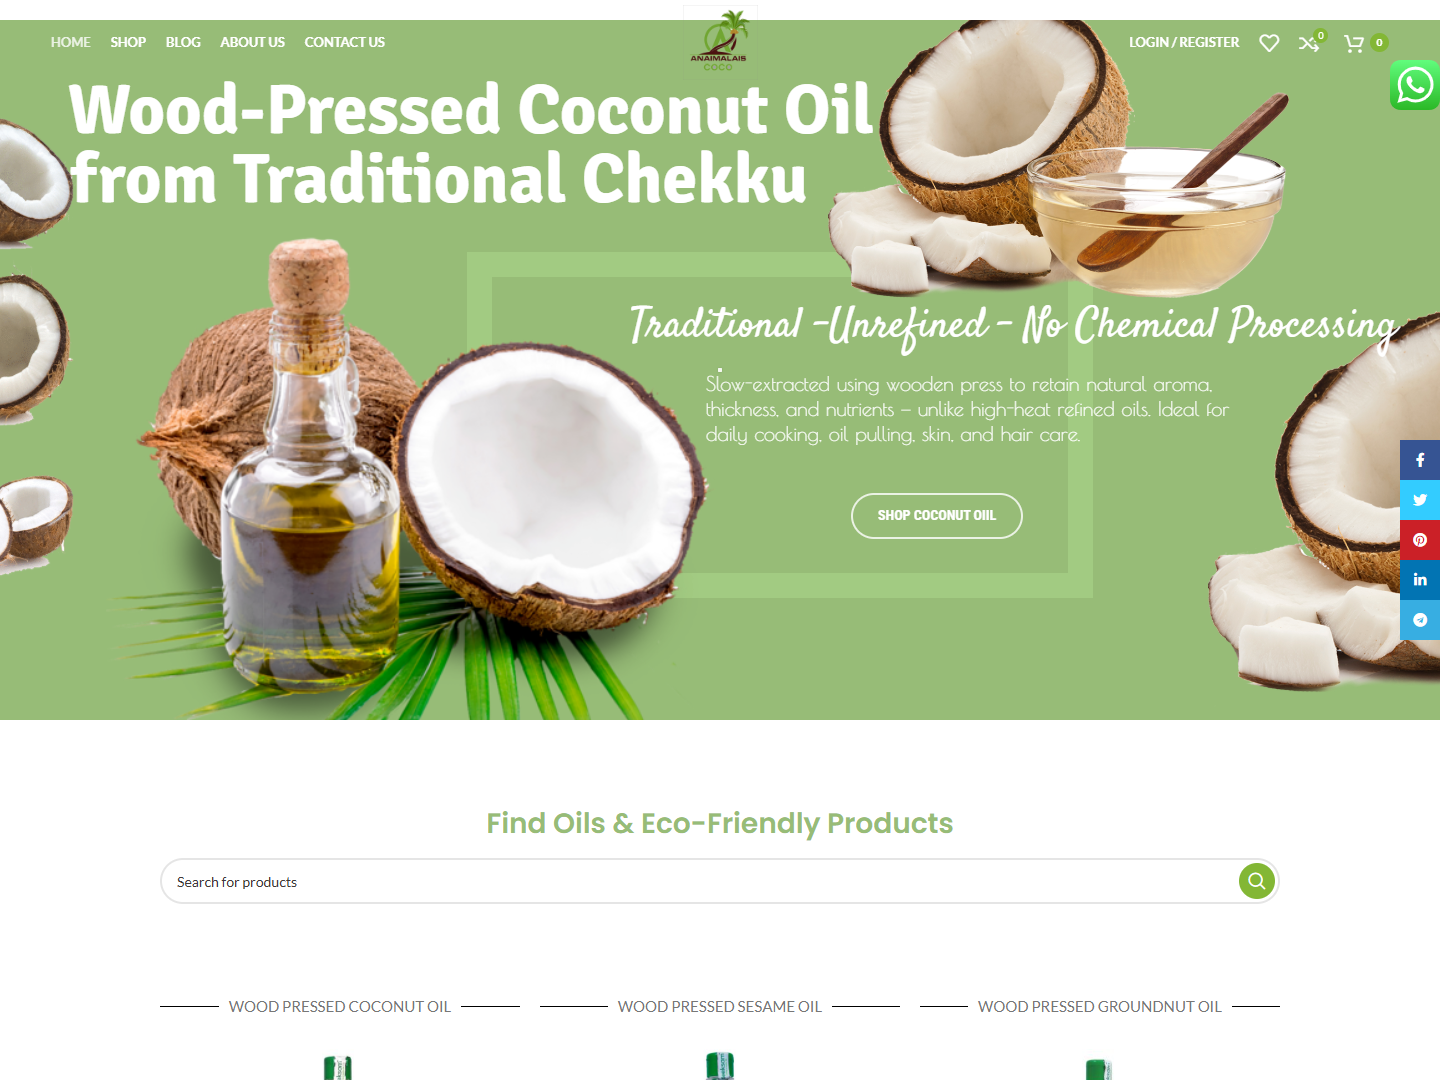 HOME
SHOP
BLOG
ABOUT US
CONTACT US
ANAIMALAIS
COCO
LOGIN / REGISTER
0
0
Wood-Pressed Coconut Oil
from Traditional Chekku
Traditional -Unrefined - No Chemical Processing
Slow-extracted using wooden press to retain natural aroma,
thickness, and nutrients – unlike high-heat refined oils. Ideal for
daily cooking, oil pulling, skin, and hair care.
SHOP COCONUT OIIL
Find Oils & Eco-Friendly Products
Search for products
WOOD PRESSED COCONUT OIL
WOOD PRESSED SESAME OIL
WOOD PRESSED GROUNDNUT OIL